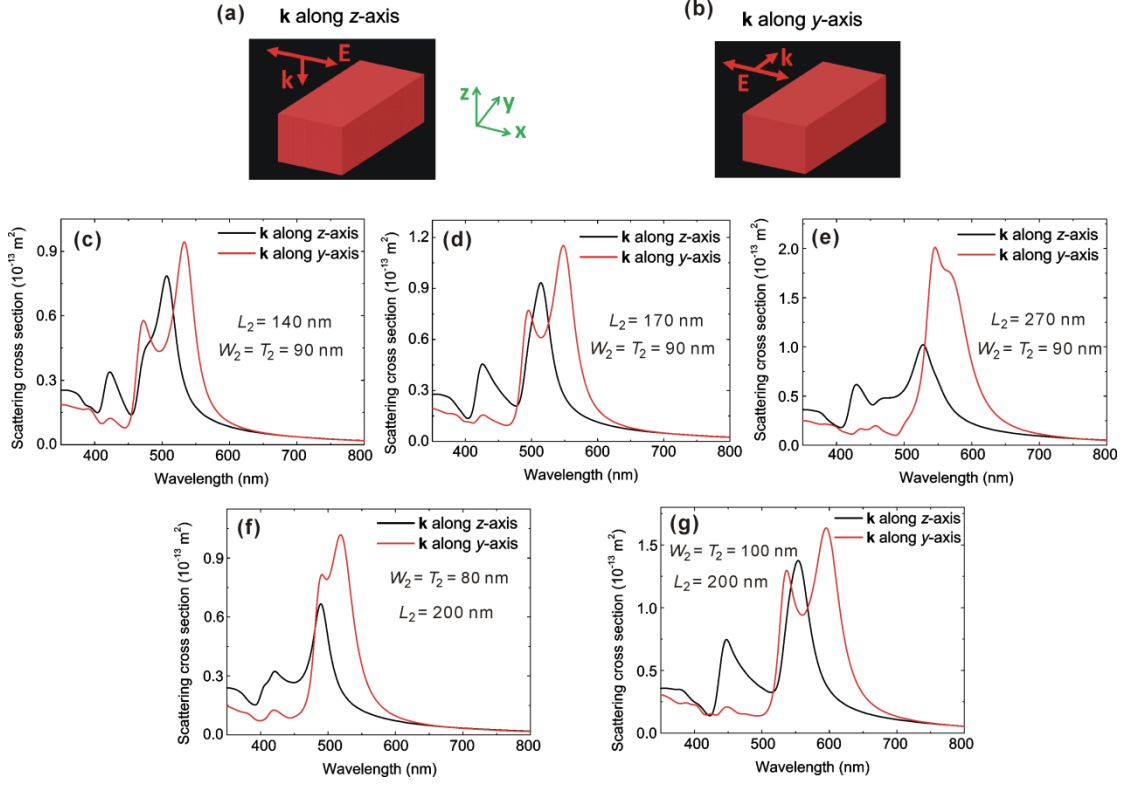 (a) k along z-axis
(b) k along y-axis
E
k
z
y
x
k
E
(c)
k along z-axis
k along y-axis
L₂ = 140 nm
W₂ = T₂ = 90 nm
0.9
0.6
0.3
0.0
400 500 600 700 800
Wavelength (nm)
Scattering cross section (10⁻¹³ m²)
(d)
k along z-axis
k along y-axis
L₂ = 170 nm
W₂ = T₂ = 90 nm
1.2
0.9
0.6
0.3
0.0
400 500 600 700 800
Wavelength (nm)
Scattering cross section (10⁻¹³ m²)
(e)
k along z-axis
k along y-axis
L₂ = 270 nm
W₂ = T₂ = 90 nm
2.0
1.5
1.0
0.5
0.0
400 500 600 700 800
Wavelength (nm)
Scattering cross section (10⁻¹³ m²)
(f)
k along z-axis
k along y-axis
W₂ = T₂ = 80 nm
L₂ = 200 nm
0.9
0.6
0.3
0.0
400 500 600 700 800
Wavelength (nm)
Scattering cross section (10⁻¹³ m²)
(g)
k along z-axis
k along y-axis
W₂ = T₂ = 100 nm
L₂ = 200 nm
1.5
1.0
0.5
0.0
400 500 600 700 800
Wavelength (nm)
Scattering cross section (10⁻¹³ m²)